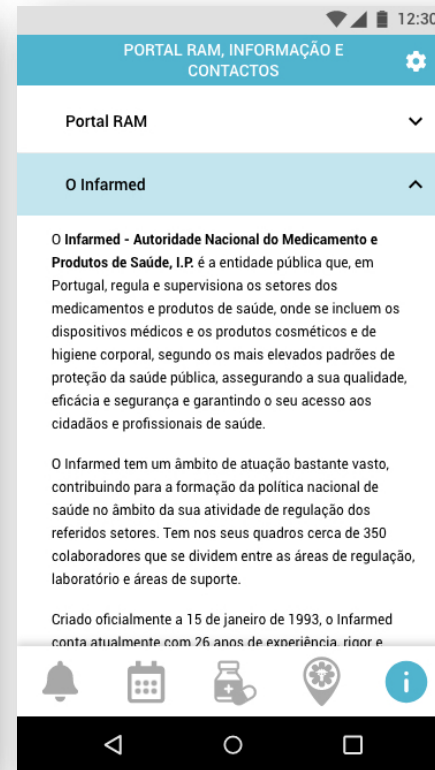 12:30
PORTAL RAM, INFORMAÇÃO E
CONTACTOS
Portal RAM
O Infarmed
O Infarmed - Autoridade Nacional do Medicamento e
Produtos de Saúde, I.P. é a entidade pública que, em
Portugal, regula e supervisiona os setores dos
medicamentos e produtos de saúde, onde se incluem os
dispositivos médicos e os produtos cosméticos e de
higiene corporal, segundo os mais elevados padrões de
proteção da saúde pública, assegurando a sua qualidade,
eficácia e segurança e garantindo o seu acesso aos
cidadãos e profissionais de saúde.
O Infarmed tem um âmbito de atuação bastante vasto,
contribuindo para a formação da política nacional de
saúde no âmbito da sua atividade de regulação dos
referidos setores. Tem nos seus quadros cerca de 350
colaboradores que se dividem entre as áreas de regulação,
laboratório e áreas de suporte.
Criado oficialmente a 15 de janeiro de 1993, o Infarmed
conta atualmente com 26 anos de experiência, rigor e